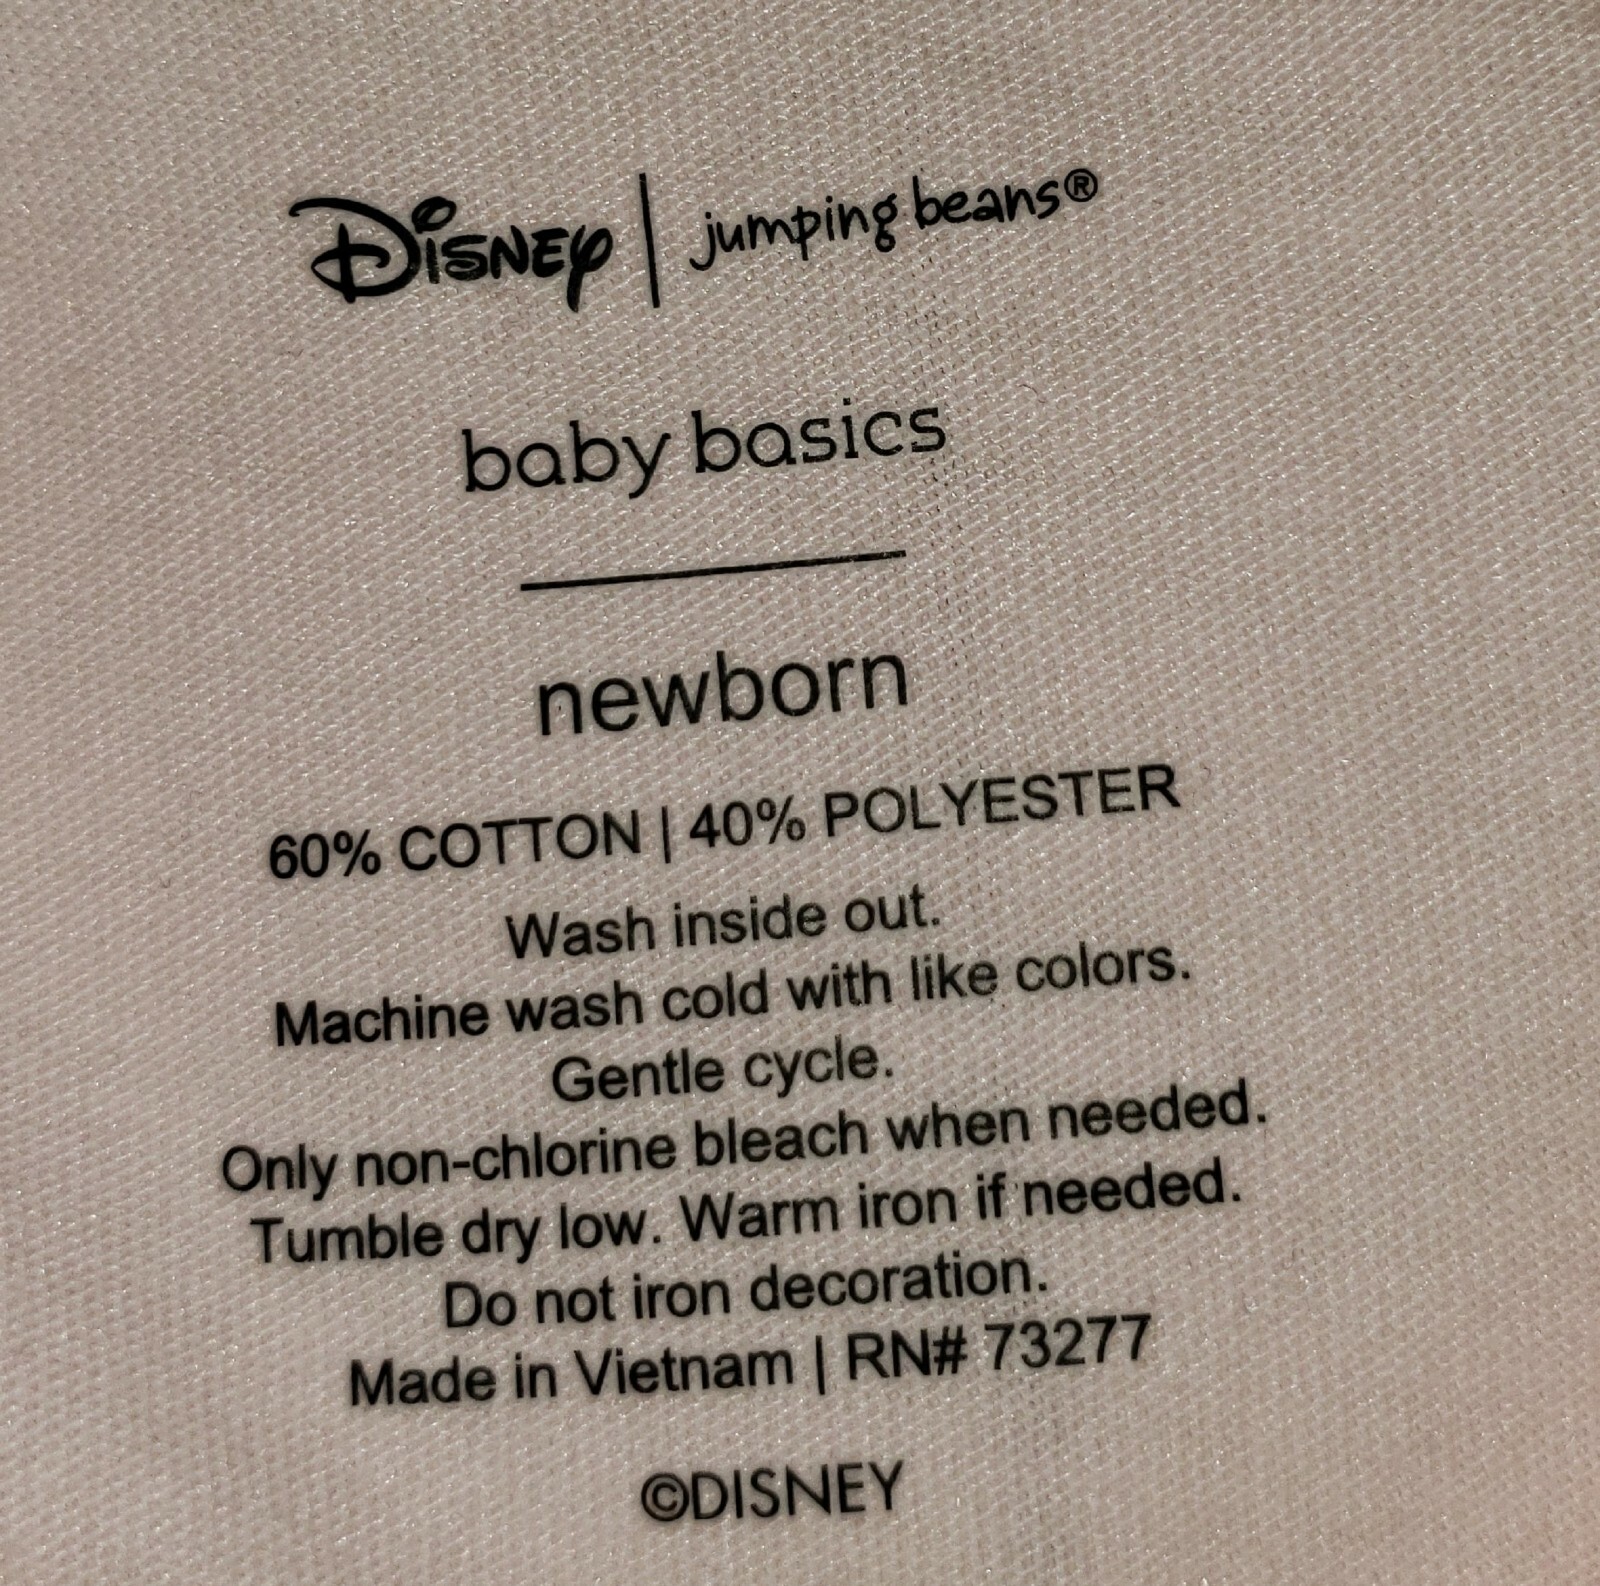 Disney | jumping beans®
baby basics
newborn
60% COTTON | 40% POLYESTER
Wash inside out.
Machine wash cold with like colors.
Gentle cycle.
Only non-chlorine bleach when needed.
Tumble dry low. Warm iron if needed.
Do not iron decoration.
Made in Vietnam | RN# 73277
©DISNEY